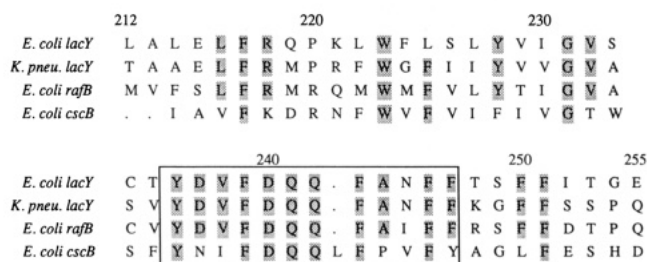 212 220 230
E. coli lacY L A L E L F R Q P K L W F L S L Y V I G V S
K. pneu. lacY T A A E L F R M P R F W G F I I Y V V G V A
E. coli rafB M V F S L F R M R Q M W M F V L Y T I G V A
E. coli cscB . . I A V F K D R N F W V F V I F I V G T W
240 250 255
E. coli lacY C T Y D V F D Q Q . F A N F F T S F F I T G E
K. pneu. lacY S V Y D V F D Q Q . F A N F F K G F F S S P Q
E. coli rafB C V Y D V F D Q Q . F A I F F R S F F D T P Q
E. coli cscB S F Y N I F D Q Q L F P V F Y A G L F E S H D